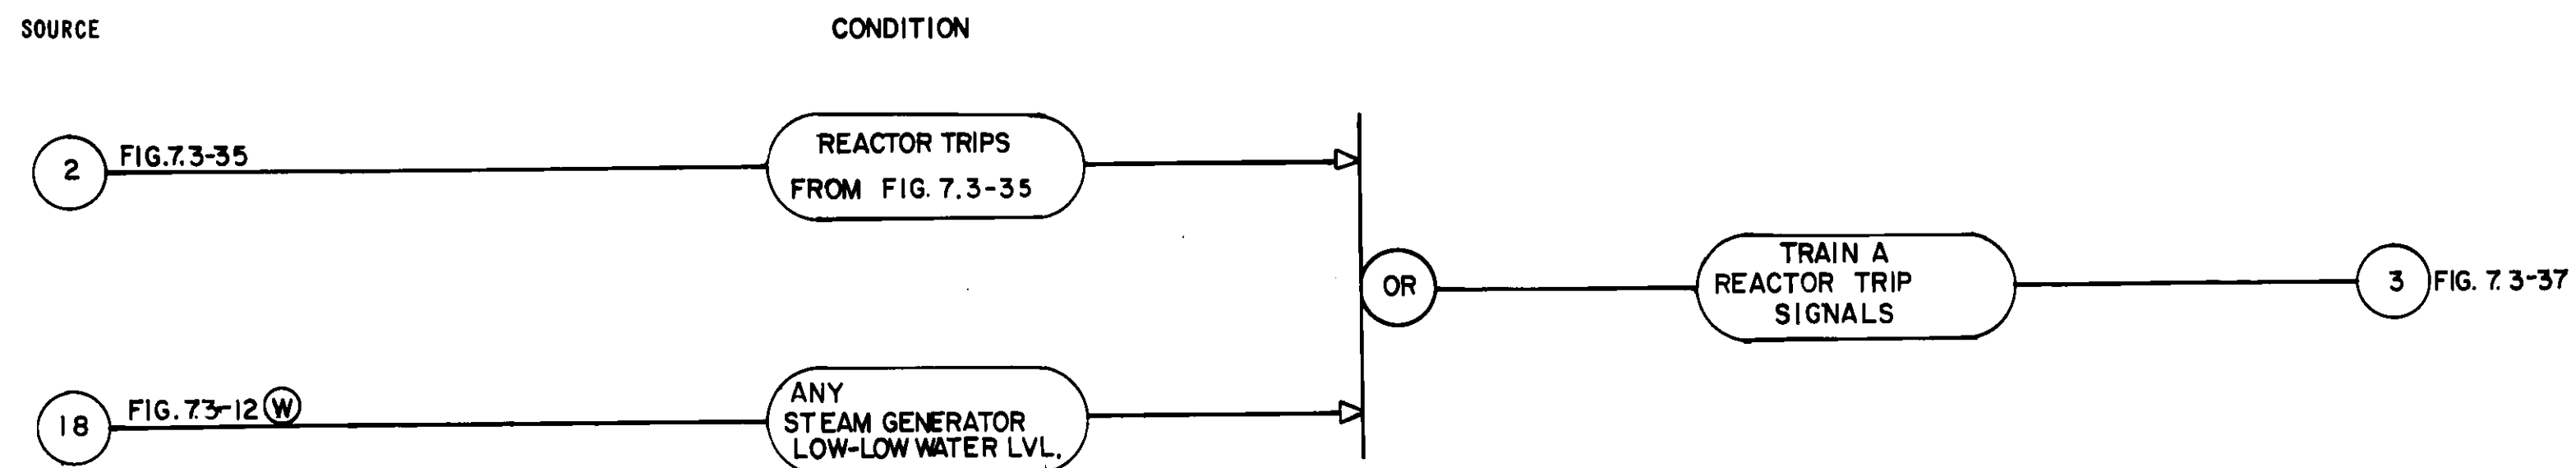 SOURCE
CONDITION
2
FIG.7.3-35
REACTOR TRIPS
FROM FIG. 7.3-35
OR
TRAIN A
REACTOR TRIP
SIGNALS
3
FIG. 7.3-37
18
FIG. 7.3-12 W
ANY
STEAM GENERATOR
LOW-LOW WATER LVL.